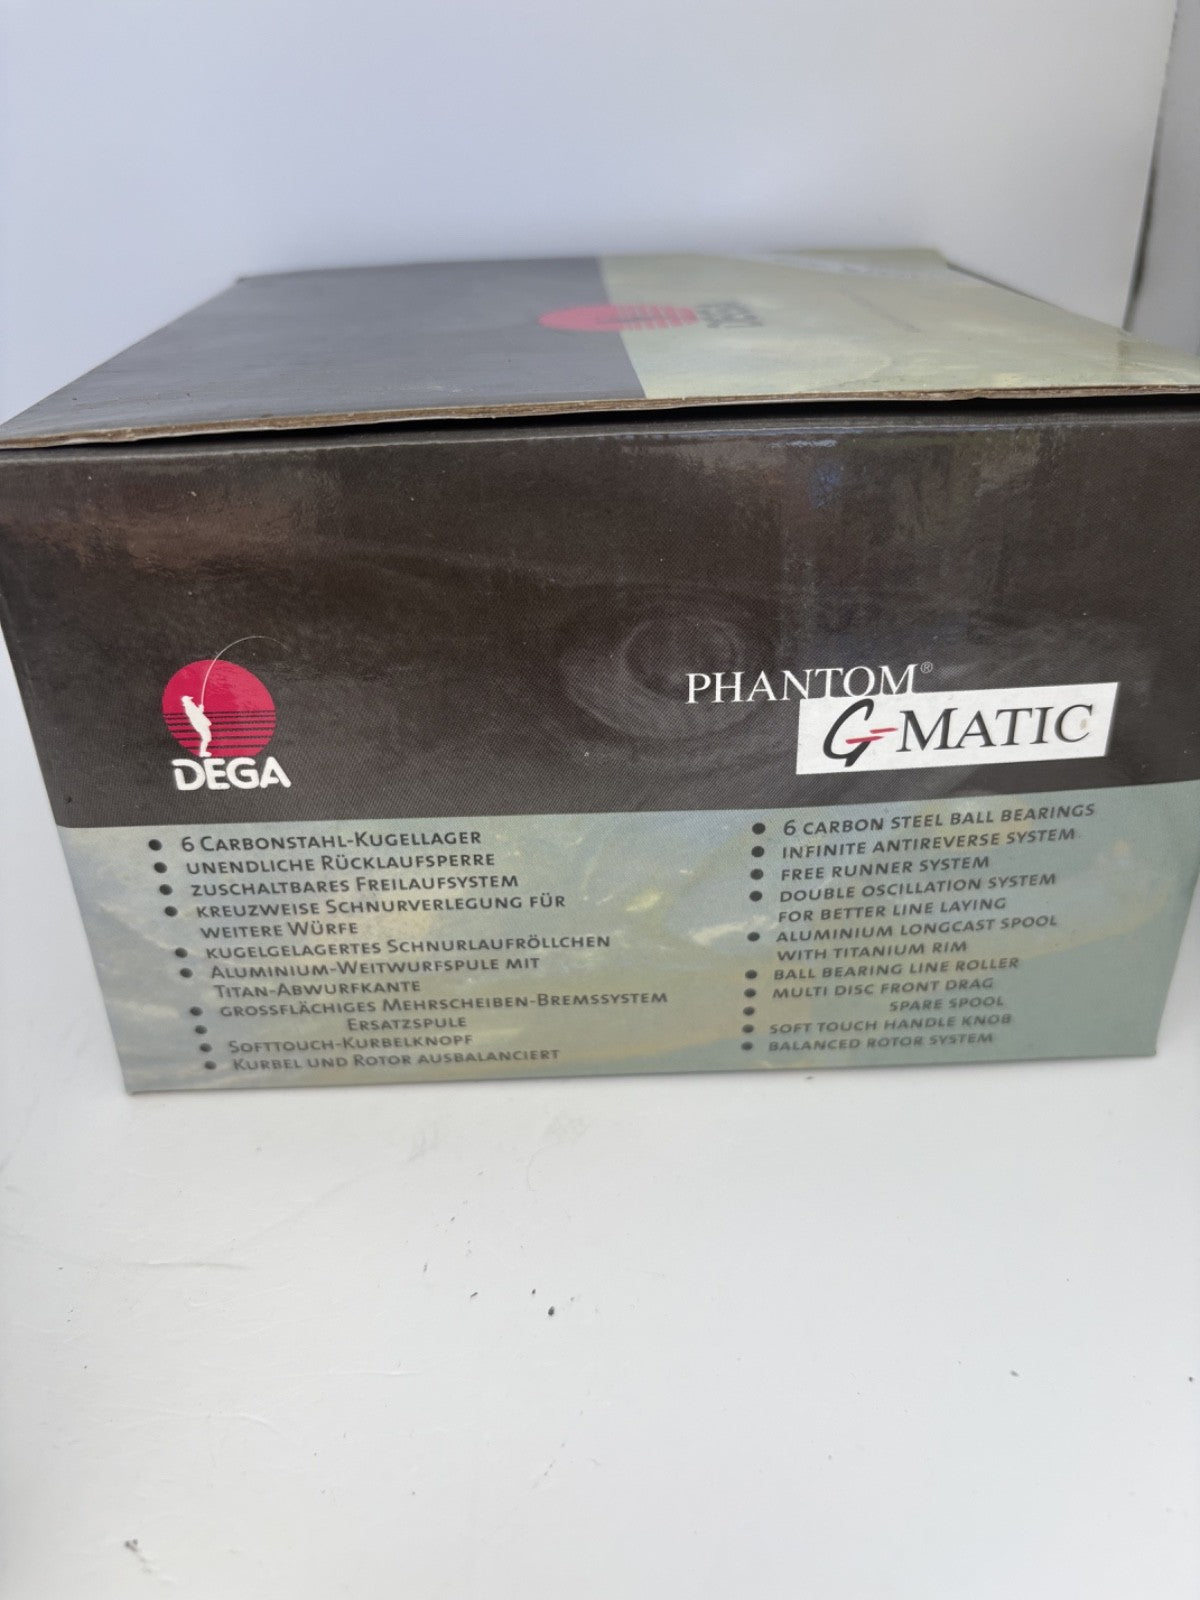 DEGA
DEGA
PHANTOM®
G-MATIC
• 6 CARBONSTAHL-KUGELLAGER
• UNENDLICHE RÜCKLAUFSPERRE
• ZUSCHALTBARES FREILAUFSYSTEM
• KREUZWEISE SCHNURVERLEGUNG FÜR
WEITERE WÜRFE
• KUGELGELAGERTES SCHNURLAUFRÖLLCHEN
• ALUMINIUM-WEITWURFSPULE MIT
TITAN-ABWURFKANTE
• GROSSFLÄCHIGES MEHRSCHEIBEN-BREMSSYSTEM
• ERSATZSPULE
• SOFTTOUCH-KURBELKNOPF
• KURBEL UND ROTOR AUSBALANCIERT
• 6 CARBON STEEL BALL BEARINGS
• INFINITE ANTIREVERSE SYSTEM
• FREE RUNNER SYSTEM
• DOUBLE OSCILLATION SYSTEM
FOR BETTER LINE LAYING
• ALUMINIUM LONGCAST SPOOL
WITH TITANIUM RIM
• BALL BEARING LINE ROLLER
• MULTI DISC FRONT DRAG
• SPARE SPOOL
• SOFT TOUCH HANDLE KNOB
• BALANCED ROTOR SYSTEM